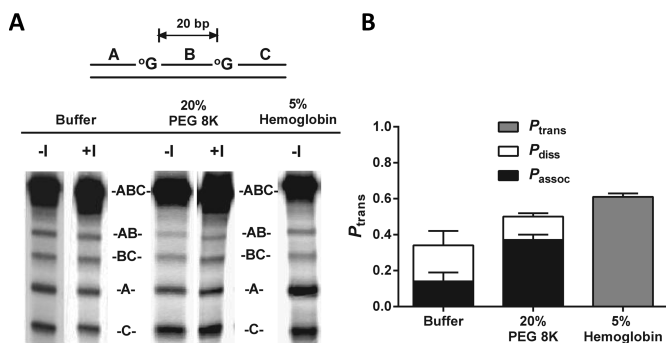 A
20 bp
A °G B °G C
Buffer
20%
PEG 8K
5%
Hemoglobin
-I +I -I +I -I
-ABC- -ABC-
-AB- -AB-
-BC- -BC-
-A- -A-
-C- -C-
B
Ptrans
Pdiss
Passoc
Ptrans
1.0
0.8
0.6
0.4
0.2
0.0
Buffer
20%
PEG 8K
5%
Hemoglobin